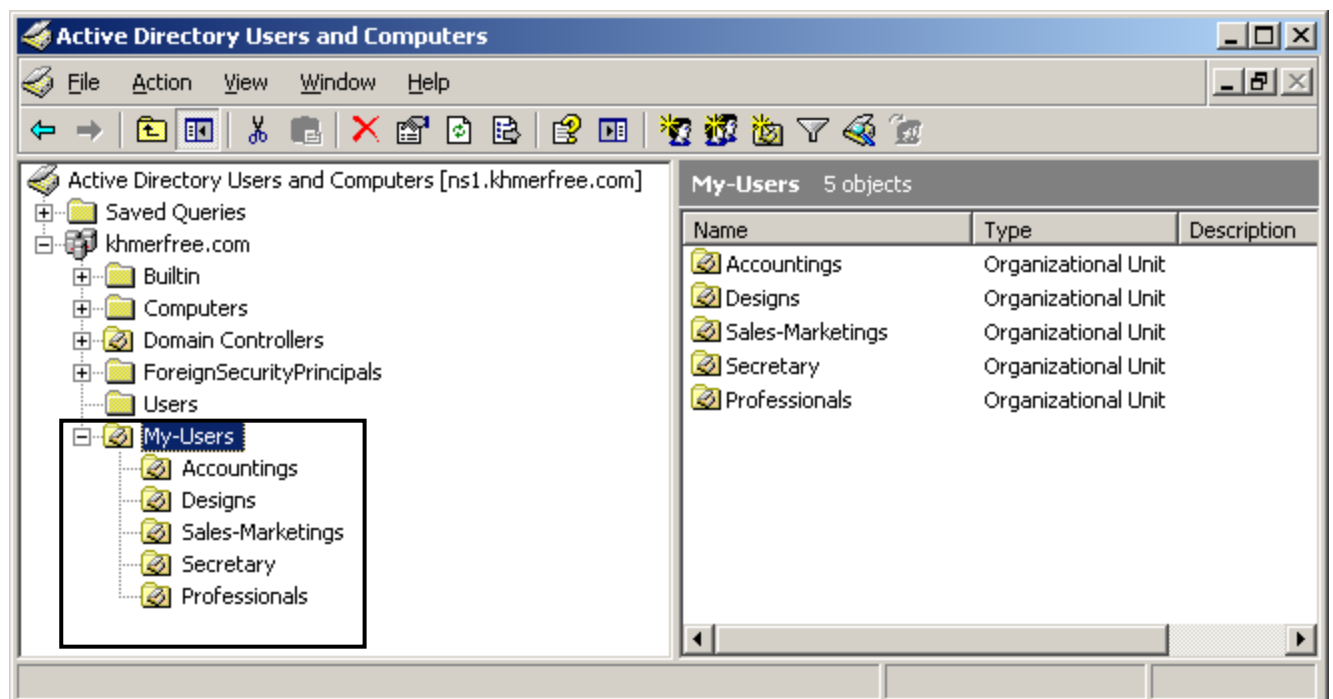 Active Directory Users and Computers
File Action View Window Help
Active Directory Users and Computers [ns1.khmerfree.com]
Saved Queries
khmerfree.com
Builtin
Computers
Domain Controllers
ForeignSecurityPrincipals
Users
My-Users
Accountings
Designs
Sales-Marketings
Secretary
Professionals
My-Users 5 objects
Name Type Description
Accountings Organizational Unit
Designs Organizational Unit
Sales-Marketings Organizational Unit
Secretary Organizational Unit
Professionals Organizational Unit